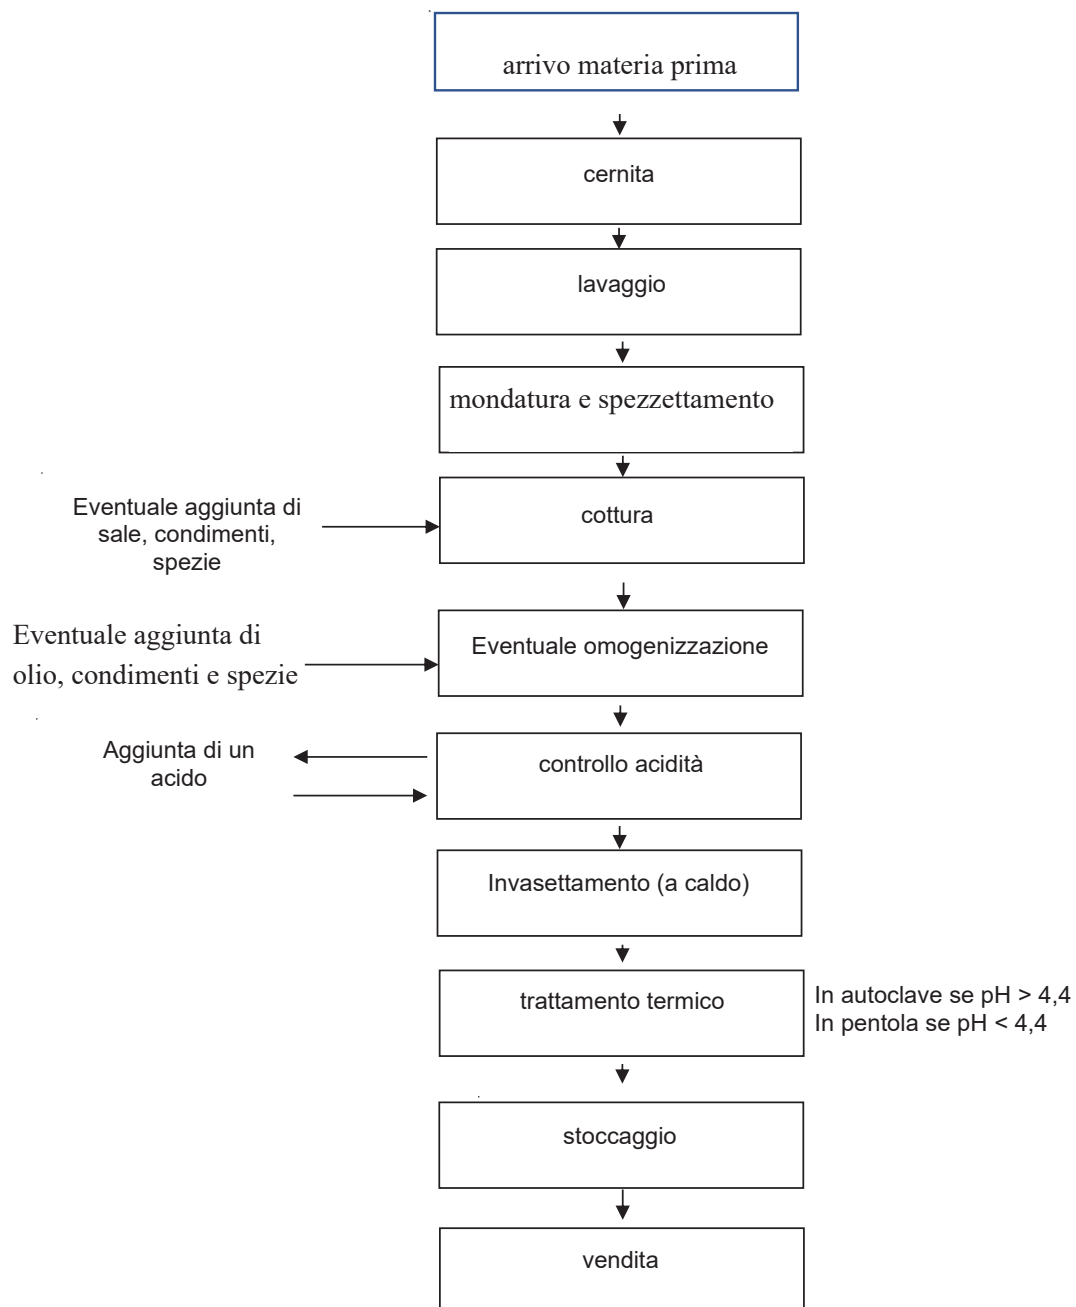 arrivo materia prima
cernita
lavaggio
mondatura e spezzettamento
Eventuale aggiunta di
sale, condimenti,
spezie
cottura
Eventuale aggiunta di
olio, condimenti e spezie
Eventuale omogenizzazione
Aggiunta di un
acido
controllo acidità
Invasettamento (a caldo)
trattamento termico
In autoclave se pH > 4,4
In pentola se pH < 4,4
stoccaggio
vendita